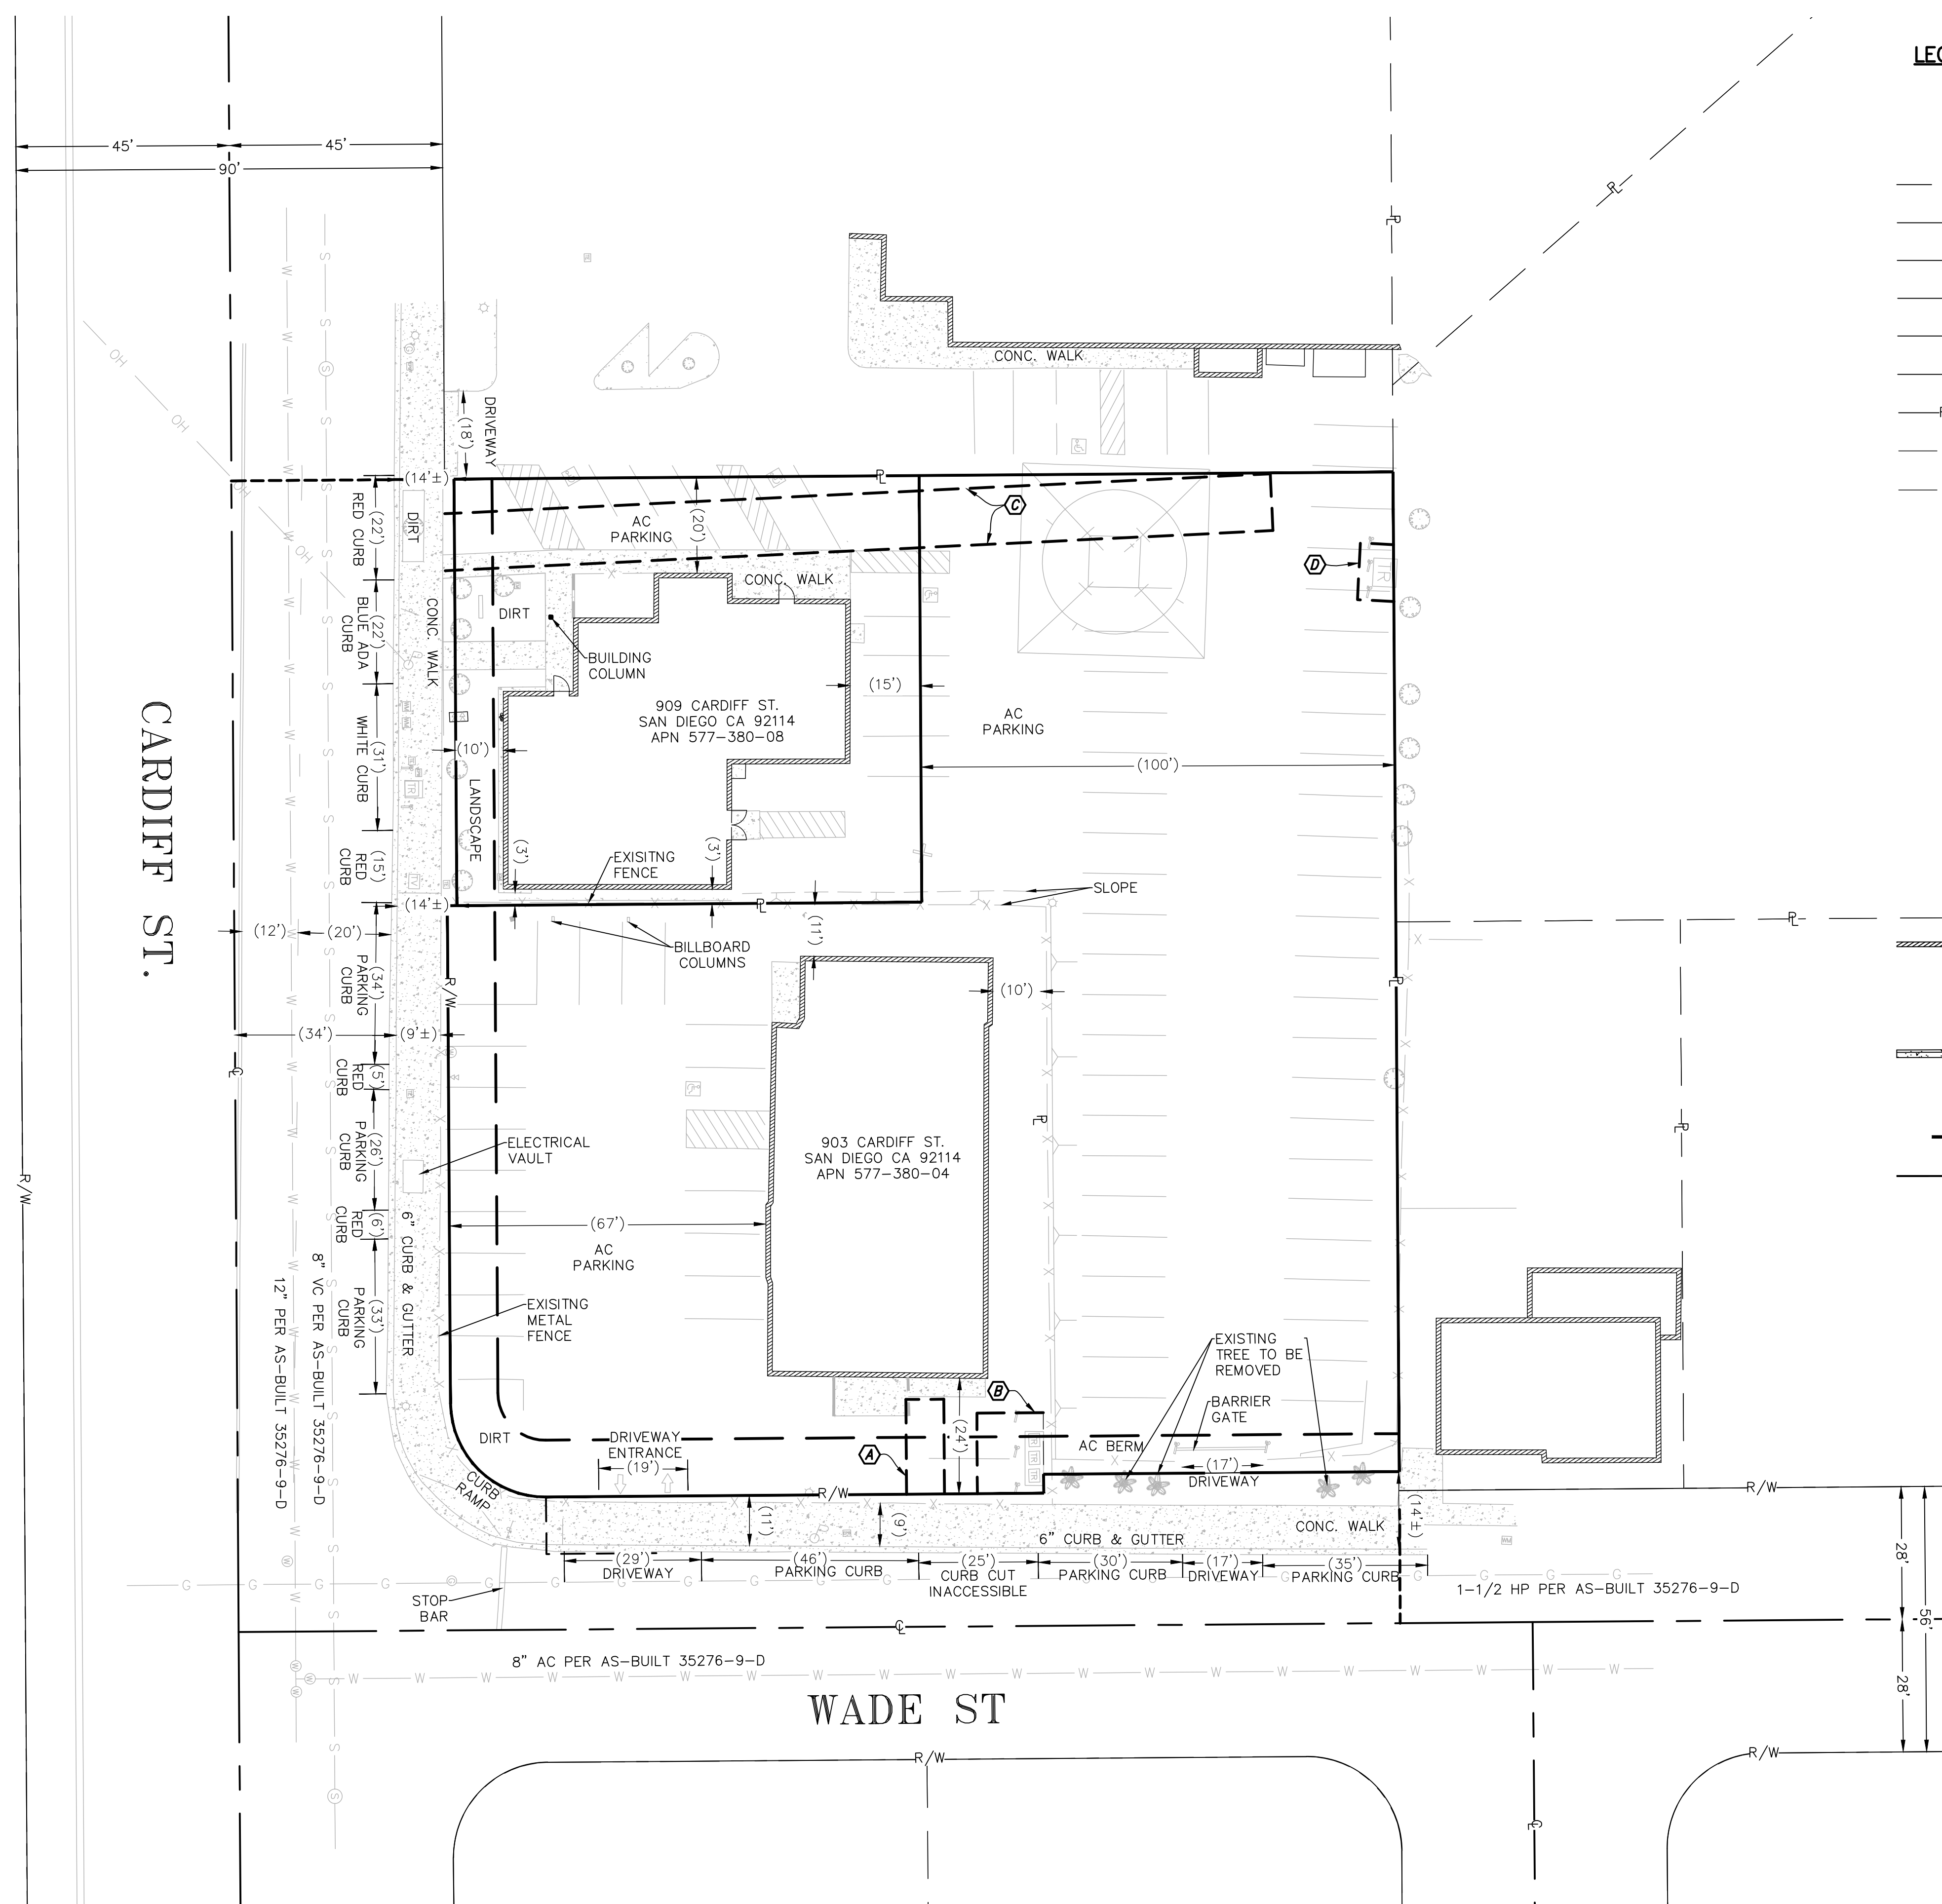 LEG
45'
45'
90'
CONC. WALK
(18')
DRIVEWAY
(14'±)
PL
C
(22')
RED CURB
DIRT
AC
PARKING
(20')
D
TR
CONC. WALK
(22')
BLUE ADA
CURB
CONC. WALK
DIRT
BUILDING
COLUMN
909 CARDIFF ST.
SAN DIEGO CA 92114
APN 577-380-08
(15')
AC
PARKING
(31')
WHITE CURB
(10')
(100')
LANDSCAPE
CARDIFF ST.
(15')
RED
CURB
(3')
EXISITNG
FENCE
(3')
SLOPE
(14'±)
PL
(11')
(12')
(20')
BILLBOARD
COLUMNS
(34')
PARKING
CURB
R/W
(10')
PL
(34')
(9'±)
(5')
RED
CURB
PL
(26')
PARKING
CURB
ELECTRICAL
VAULT
903 CARDIFF ST.
SAN DIEGO CA 92114
APN 577-380-04
R/W
(6')
RED
CURB
6" CURB & GUTTER
(67')
AC
PARKING
(33')
PARKING
CURB
8" VC PER AS-BUILT 35276-9-D
12" PER AS-BUILT 35276-9-D
EXISITNG
METAL
FENCE
EXISTING
TREE TO BE
REMOVED
B
BARRIER
GATE
DIRT
DRIVEWAY
ENTRANCE
(19')
A
(24')
AC BERM
(17')
DRIVEWAY
CURB
RAMP
R/W
R/W
(11')
(9')
6" CURB & GUTTER
CONC. WALK
(14'±)
(29')
DRIVEWAY
(46')
PARKING CURB
(25')
CURB CUT
INACCESSIBLE
(30')
PARKING CURB
(17')
DRIVEWAY
(35')
PARKING CURB
1-1/2 HP PER AS-BUILT 35276-9-D
28'
56'
28'
STOP
BAR
CL
8" AC PER AS-BUILT 35276-9-D
WADE ST
R/W
R/W
CL